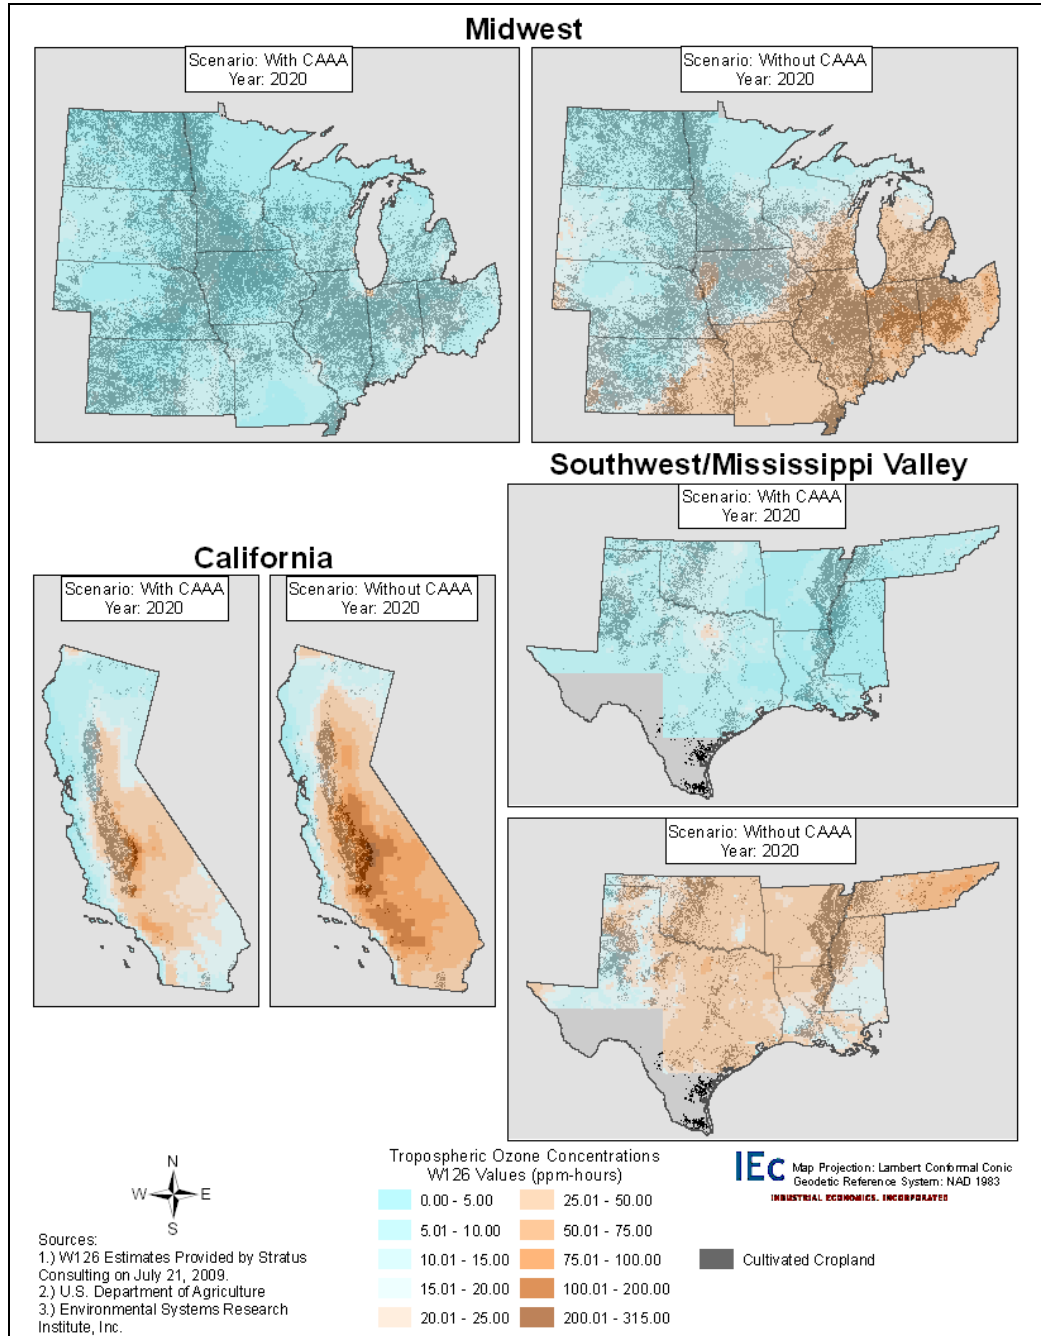 Midwest
Scenario: With CAAA
Year: 2020
Scenario: Without CAAA
Year: 2020
Southwest/Mississippi Valley
Scenario: With CAAA
Year: 2020
California
Scenario: With CAAA
Year: 2020
Scenario: Without CAAA
Year: 2020
Scenario: Without CAAA
Year: 2020
N
W
E
S
Sources:
1.) W126 Estimates Provided by Stratus
Consulting on July 21, 2009.
2.) U.S. Department of Agriculture
3.) Environmental Systems Research
Institute, Inc.
Tropospheric Ozone Concentrations
W126 Values (ppm-hours)
0.00 - 5.00
5.01 - 10.00
10.01 - 15.00
15.01 - 20.00
20.01 - 25.00
25.01 - 50.00
50.01 - 75.00
75.01 - 100.00
100.01 - 200.00
200.01 - 315.00
Cultivated Cropland
IEc
Map Projection: Lambert Conformal Conic
Geodetic Reference System: NAD 1983
INDUSTRIAL ECONOMICS, INCORPORATED